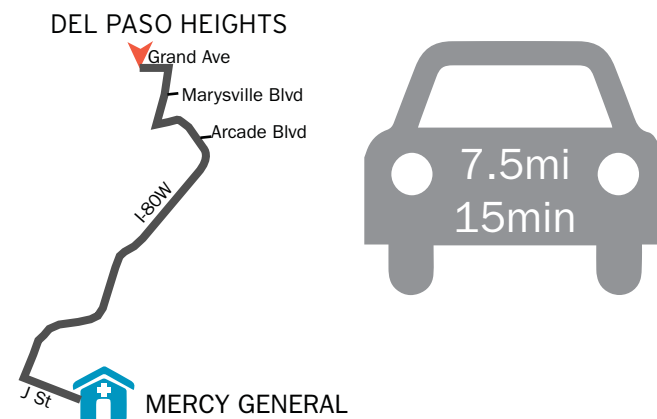 DEL PASO HEIGHTS
Grand Ave
Marysville Blvd
Arcade Blvd
I-80W
J St
MERCY GENERAL
7.5mi
15min